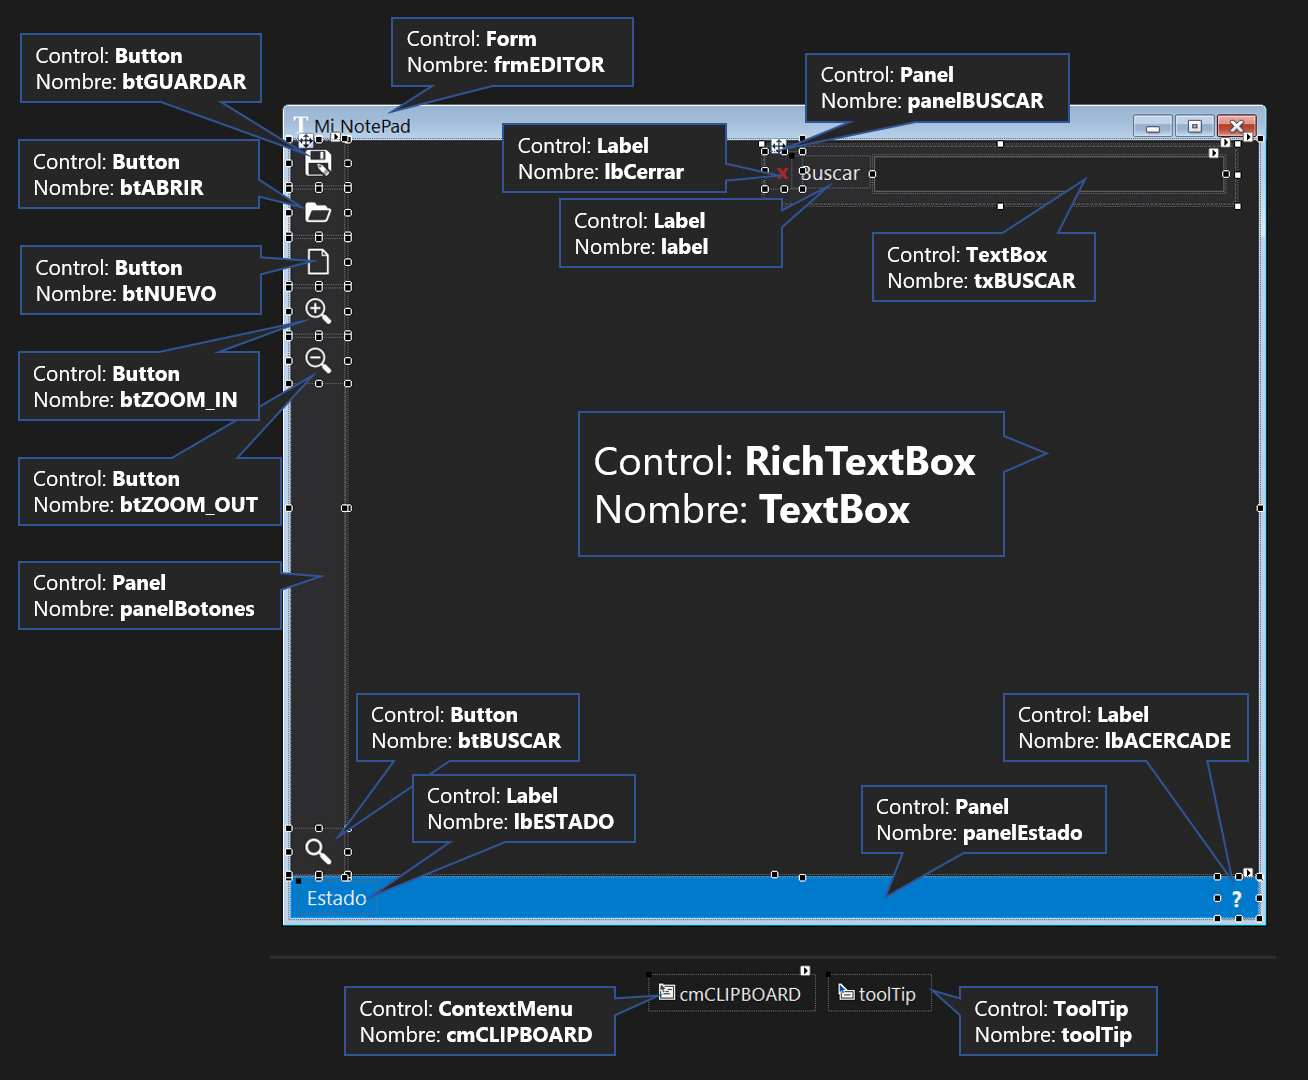 Control: Form
Nombre: frmEDITOR
Control: Button
Nombre: btGUARDAR
Control: Panel
Nombre: panelBUSCAR
T Mi NotePad
Control: Label
Nombre: lbCerrar
Control: Button
Nombre: btABRIR
x Buscar
Control: Label
Nombre: label
Control: TextBox
Nombre: txBUSCAR
Control: Button
Nombre: btNUEVO
Control: Button
Nombre: btZOOM_IN
Control: RichTextBox
Nombre: TextBox
Control: Button
Nombre: btZOOM_OUT
Control: Panel
Nombre: panelBotones
Control: Button
Nombre: btBUSCAR
Control: Label
Nombre: lbACERCADE
Control: Label
Nombre: lbESTADO
Control: Panel
Nombre: panelEstado
Estado
?
cmCLIPBOARD
toolTip
Control: ContextMenu
Nombre: cmCLIPBOARD
Control: ToolTip
Nombre: toolTip